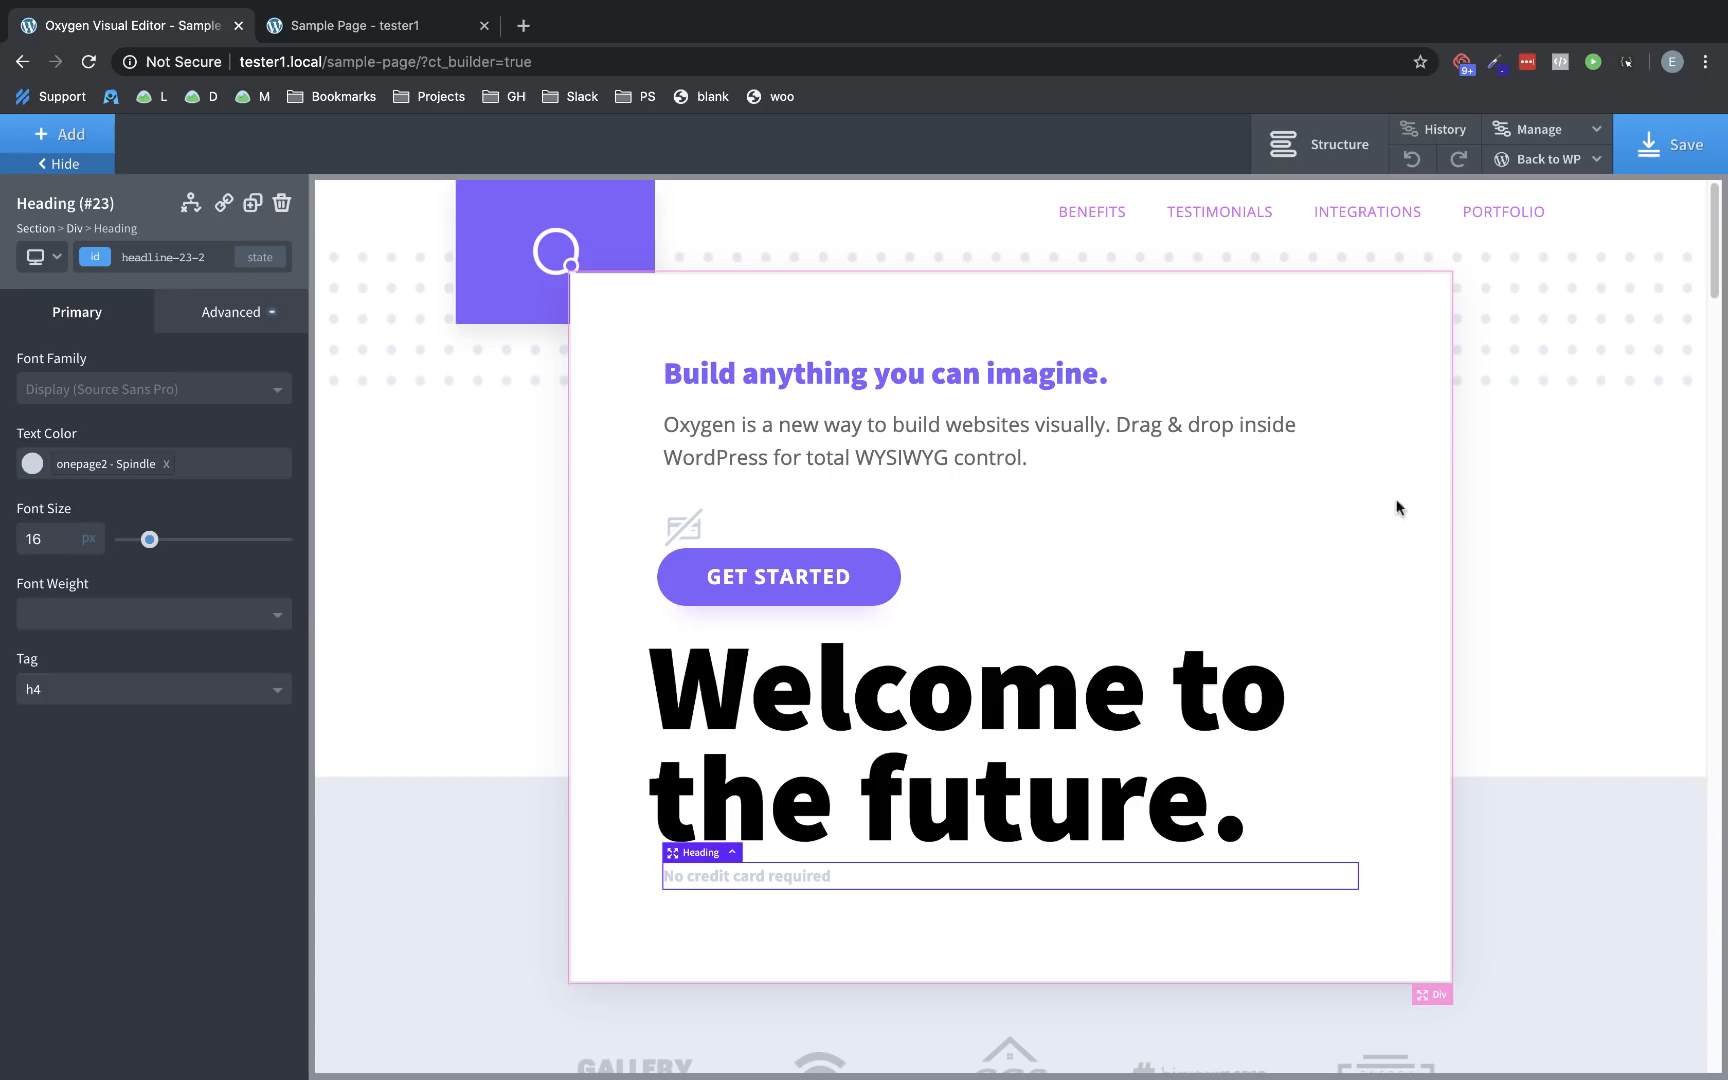 Oxygen Visual Editor - Sample
Sample Page - tester1
Not Secure
tester1.local/sample-page/?ct_builder=true
9+
E
Support
L
D
M
Bookmarks
Projects
GH
Slack
PS
blank
woo
+ Add
Hide
Structure
History
Manage
Back to WP
Save
Heading (#23)
Section > Div > Heading
id
headline-23-2
state
Primary
Advanced
Font Family
Display (Source Sans Pro)
Text Color
onepage2 - Spindle x
Font Size
16 px
Font Weight
Tag
h4
BENEFITS
TESTIMONIALS
INTEGRATIONS
PORTFOLIO
Build anything you can imagine.
Oxygen is a new way to build websites visually. Drag & drop inside
WordPress for total WYSIWYG control.
GET STARTED
Welcome to
the future.
Heading
No credit card required
Div
GALLERY